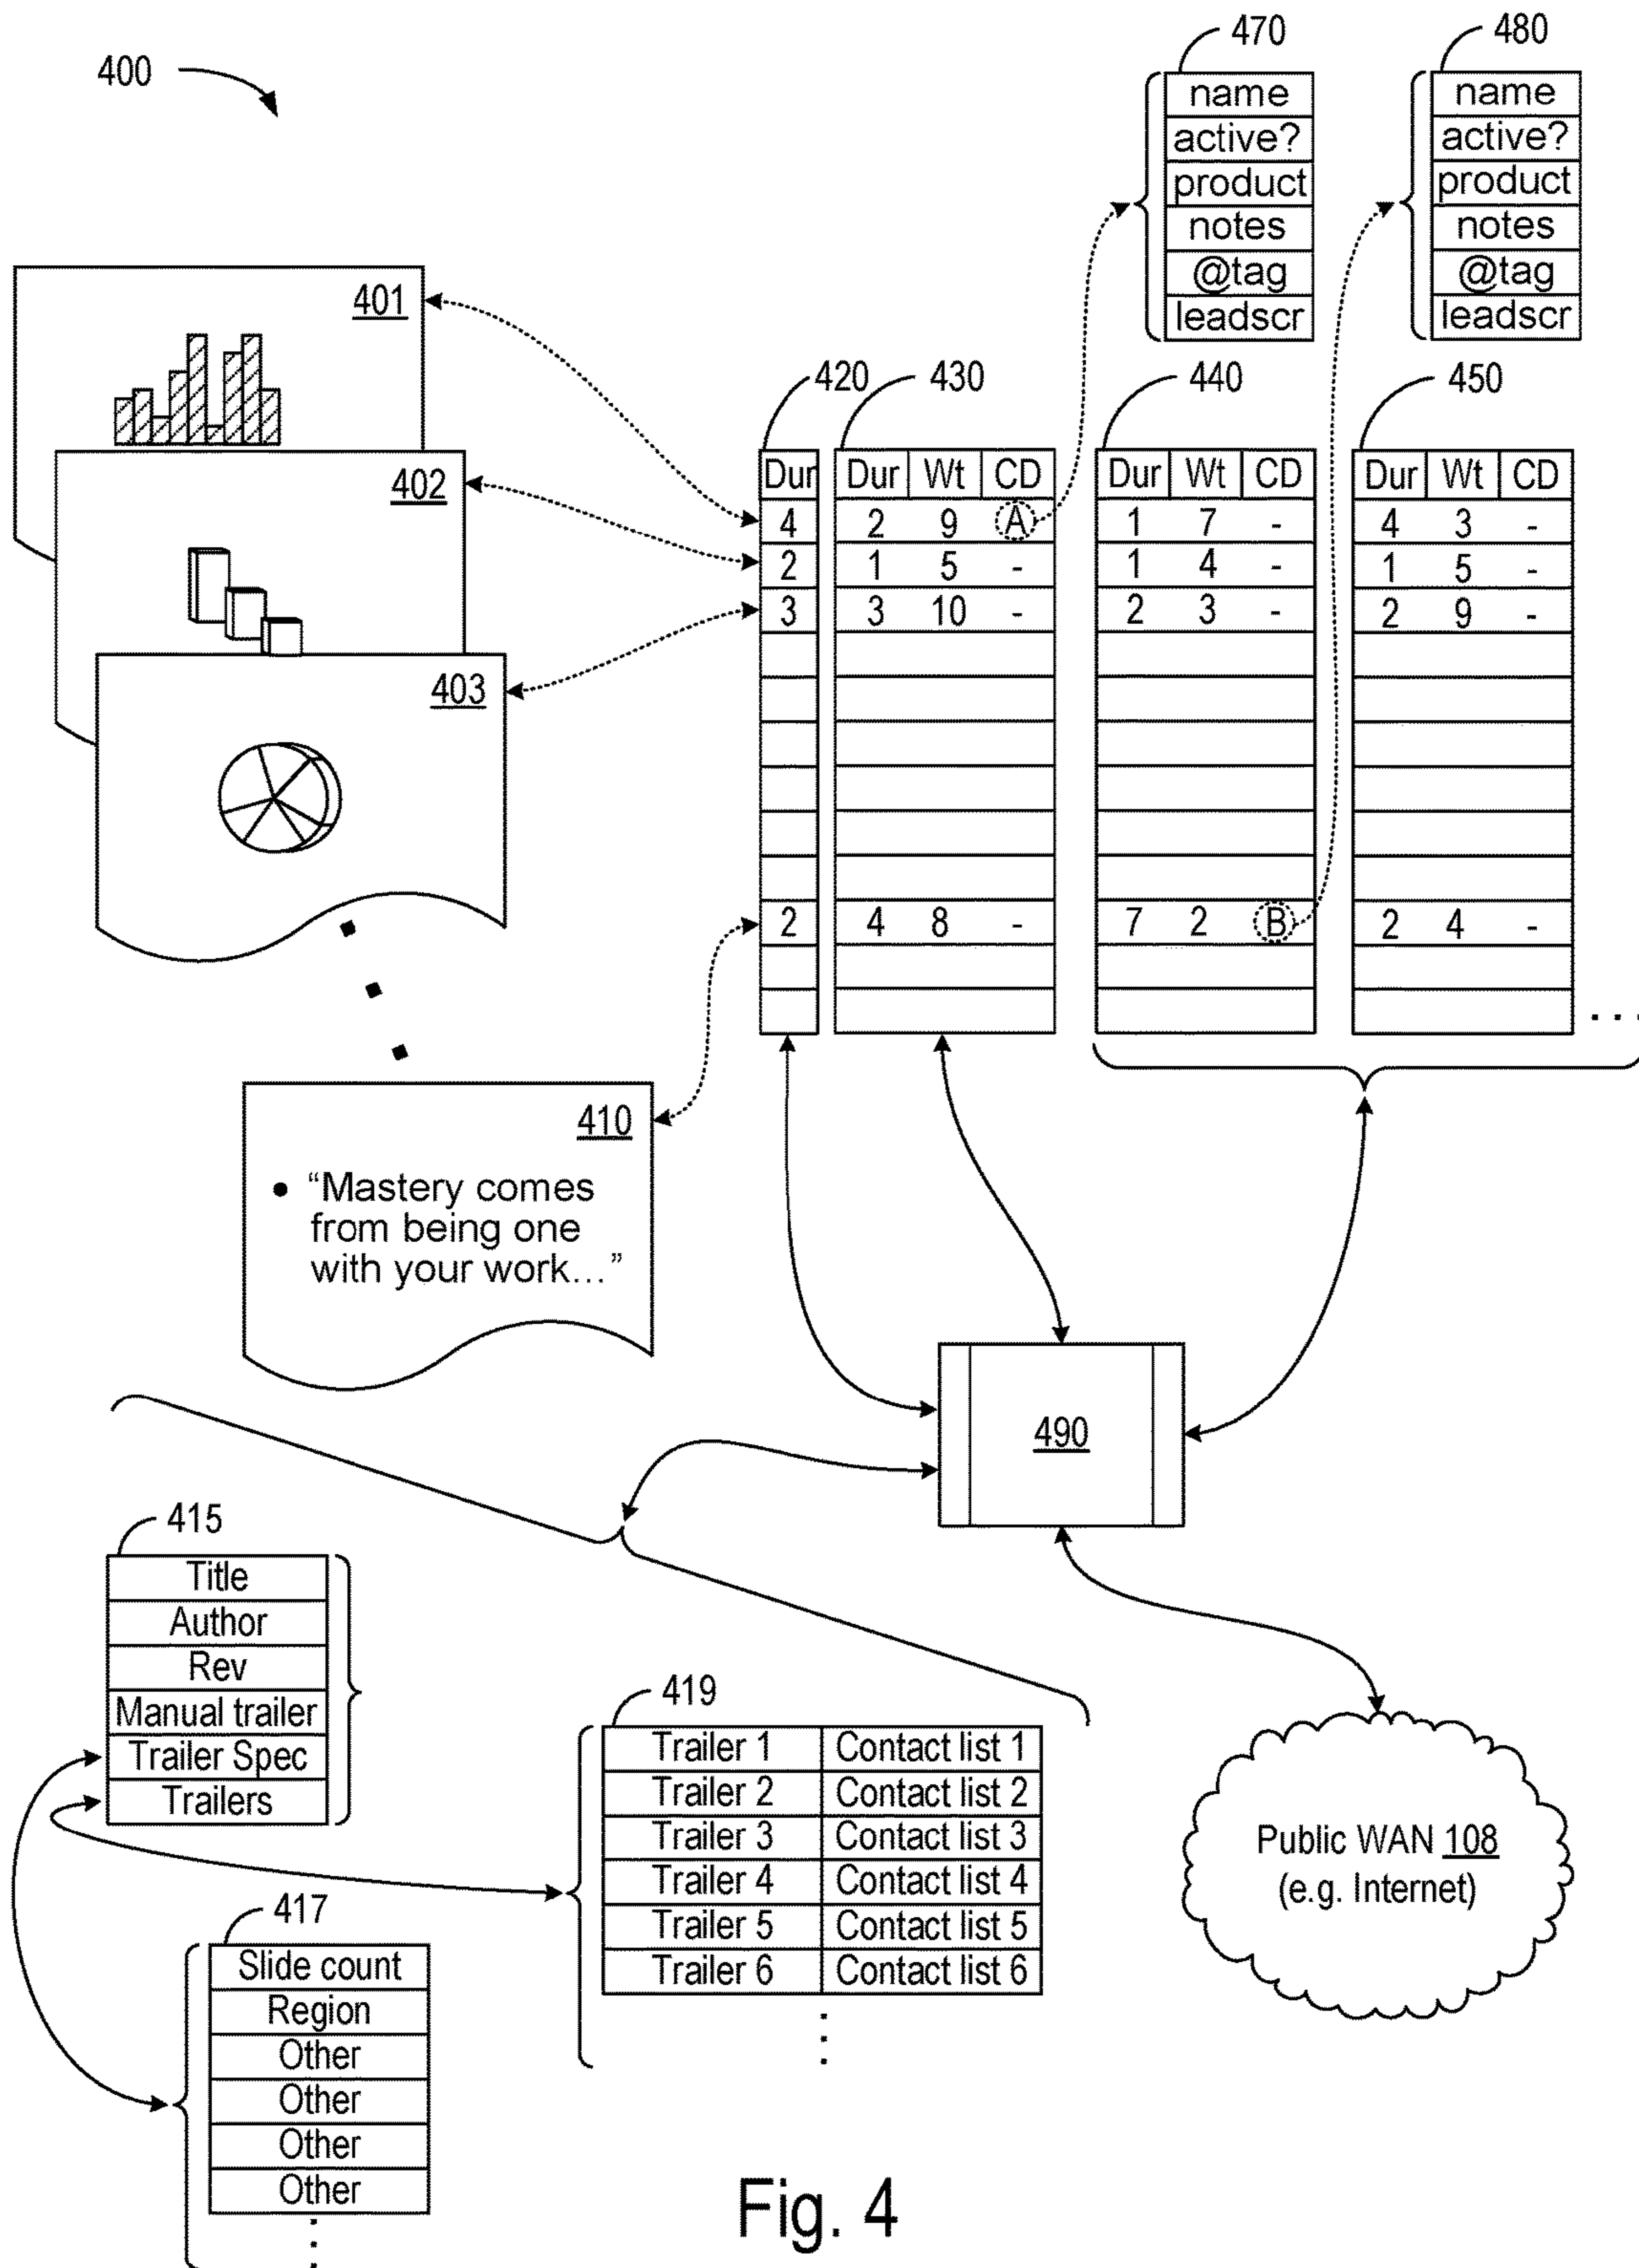 400
470
name
active?
product
notes
@tag
leadscr
480
name
active?
product
notes
@tag
leadscr
401
402
403
410
• “Mastery comes
from being one
with your work...”
420
Dur
4
2
3
2
430
Dur Wt CD
2 9 A
1 5 -
3 10 -
4 8 -
440
Dur Wt CD
1 7 -
1 4 -
2 3 -
7 2 B
450
Dur Wt CD
4 3 -
1 5 -
2 9 -
2 4 -
...
490
415
Title
Author
Rev
Manual trailer
Trailer Spec
Trailers
417
Slide count
Region
Other
Other
Other
Other
419
Trailer 1 Contact list 1
Trailer 2 Contact list 2
Trailer 3 Contact list 3
Trailer 4 Contact list 4
Trailer 5 Contact list 5
Trailer 6 Contact list 6
Public WAN 108
(e.g. Internet)
Fig. 4